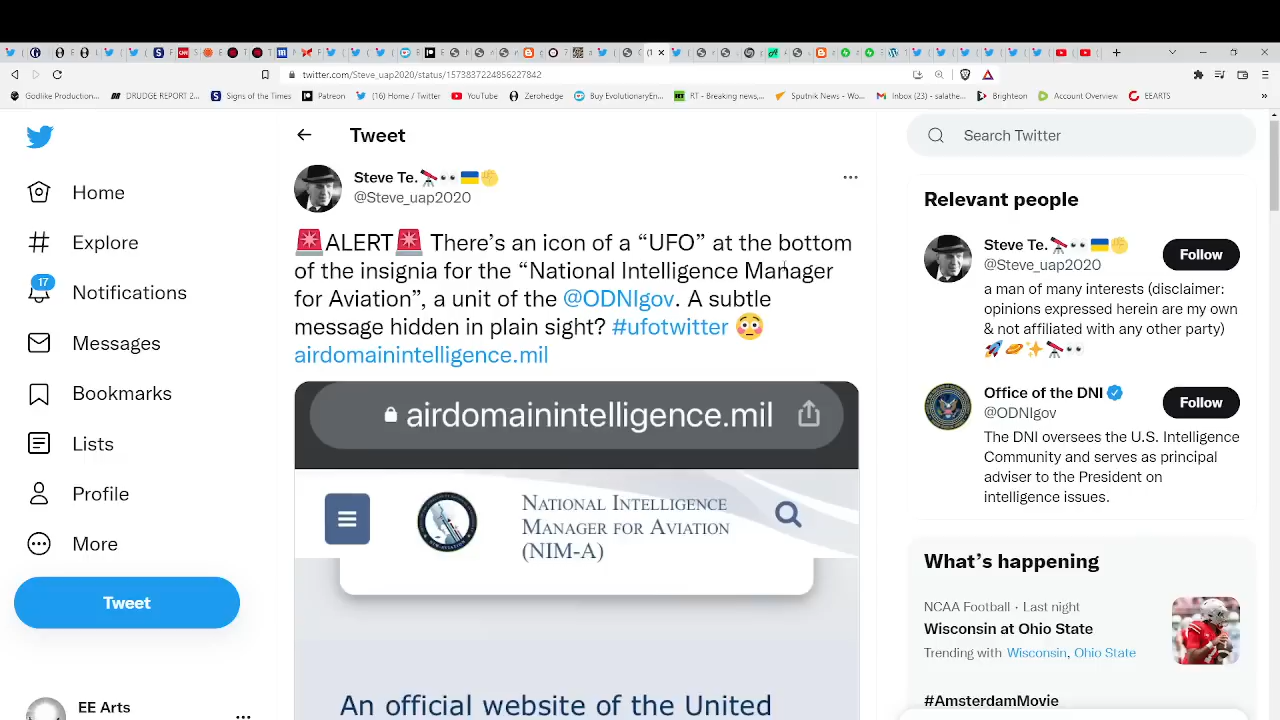 twitter.com/Steve_uap2020/status/1573837224856227842
Godlike Production...
DRUDGE REPORT 2...
Signs of the Times
Patreon
(16) Home / Twitter
YouTube
Zerohedge
Buy EvolutionaryEn...
RT - Breaking news,...
Sputnik News - Wo...
Inbox (23) - salathe...
Brighteon
Account Overview
EEARTS
»
Home
Explore
17
Notifications
Messages
Bookmarks
Lists
Profile
More
Tweet
EE Arts
Tweet
Steve Te.🔭👀🇺🇦✊
@Steve_uap2020
🚨ALERT🚨 There’s an icon of a “UFO” at the bottom
of the insignia for the “National Intelligence Manager
for Aviation”, a unit of the @ODNIgov. A subtle
message hidden in plain sight? #ufotwitter 😳
airdomainintelligence.mil
airdomainintelligence.mil
NATIONAL INTELLIGENCE
MANAGER FOR AVIATION
(NIM-A)
An official website of the United
Search Twitter
Relevant people
Steve Te.🔭👀🇺🇦✊
@Steve_uap2020
Follow
a man of many interests (disclaimer:
opinions expressed herein are my own
& not affiliated with any other party)
🚀🪐✨🔭👀
Office of the DNI
@ODNIgov
Follow
The DNI oversees the U.S. Intelligence
Community and serves as principal
adviser to the President on
intelligence issues.
What’s happening
NCAA Football · Last night
Wisconsin at Ohio State
Trending with Wisconsin, Ohio State
#AmsterdamMovie